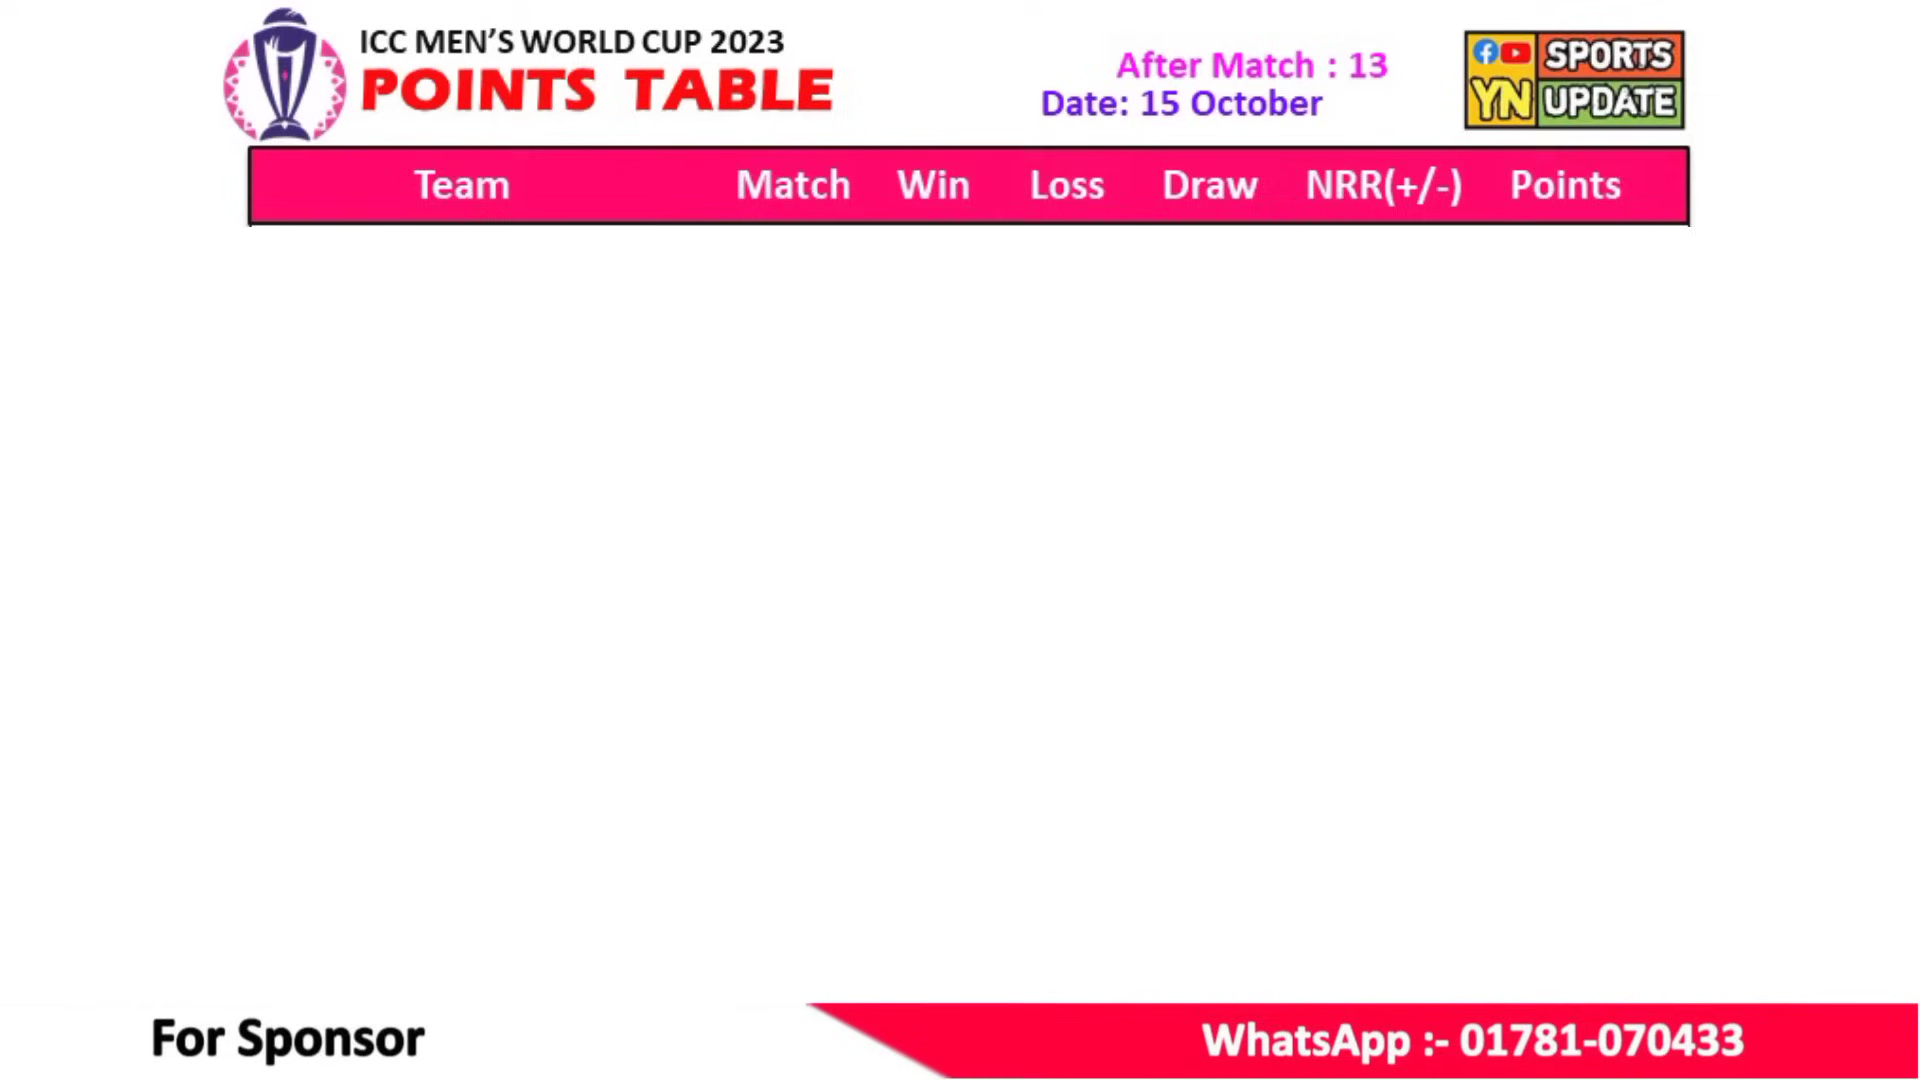 ICC MEN'S WORLD CUP 2023
POINTS TABLE
After Match : 13
Date: 15 October
SPORTS
YN UPDATE
Team Match Win Loss Draw NRR(+/-) Points
For Sponsor
WhatsApp :- 01781-070433